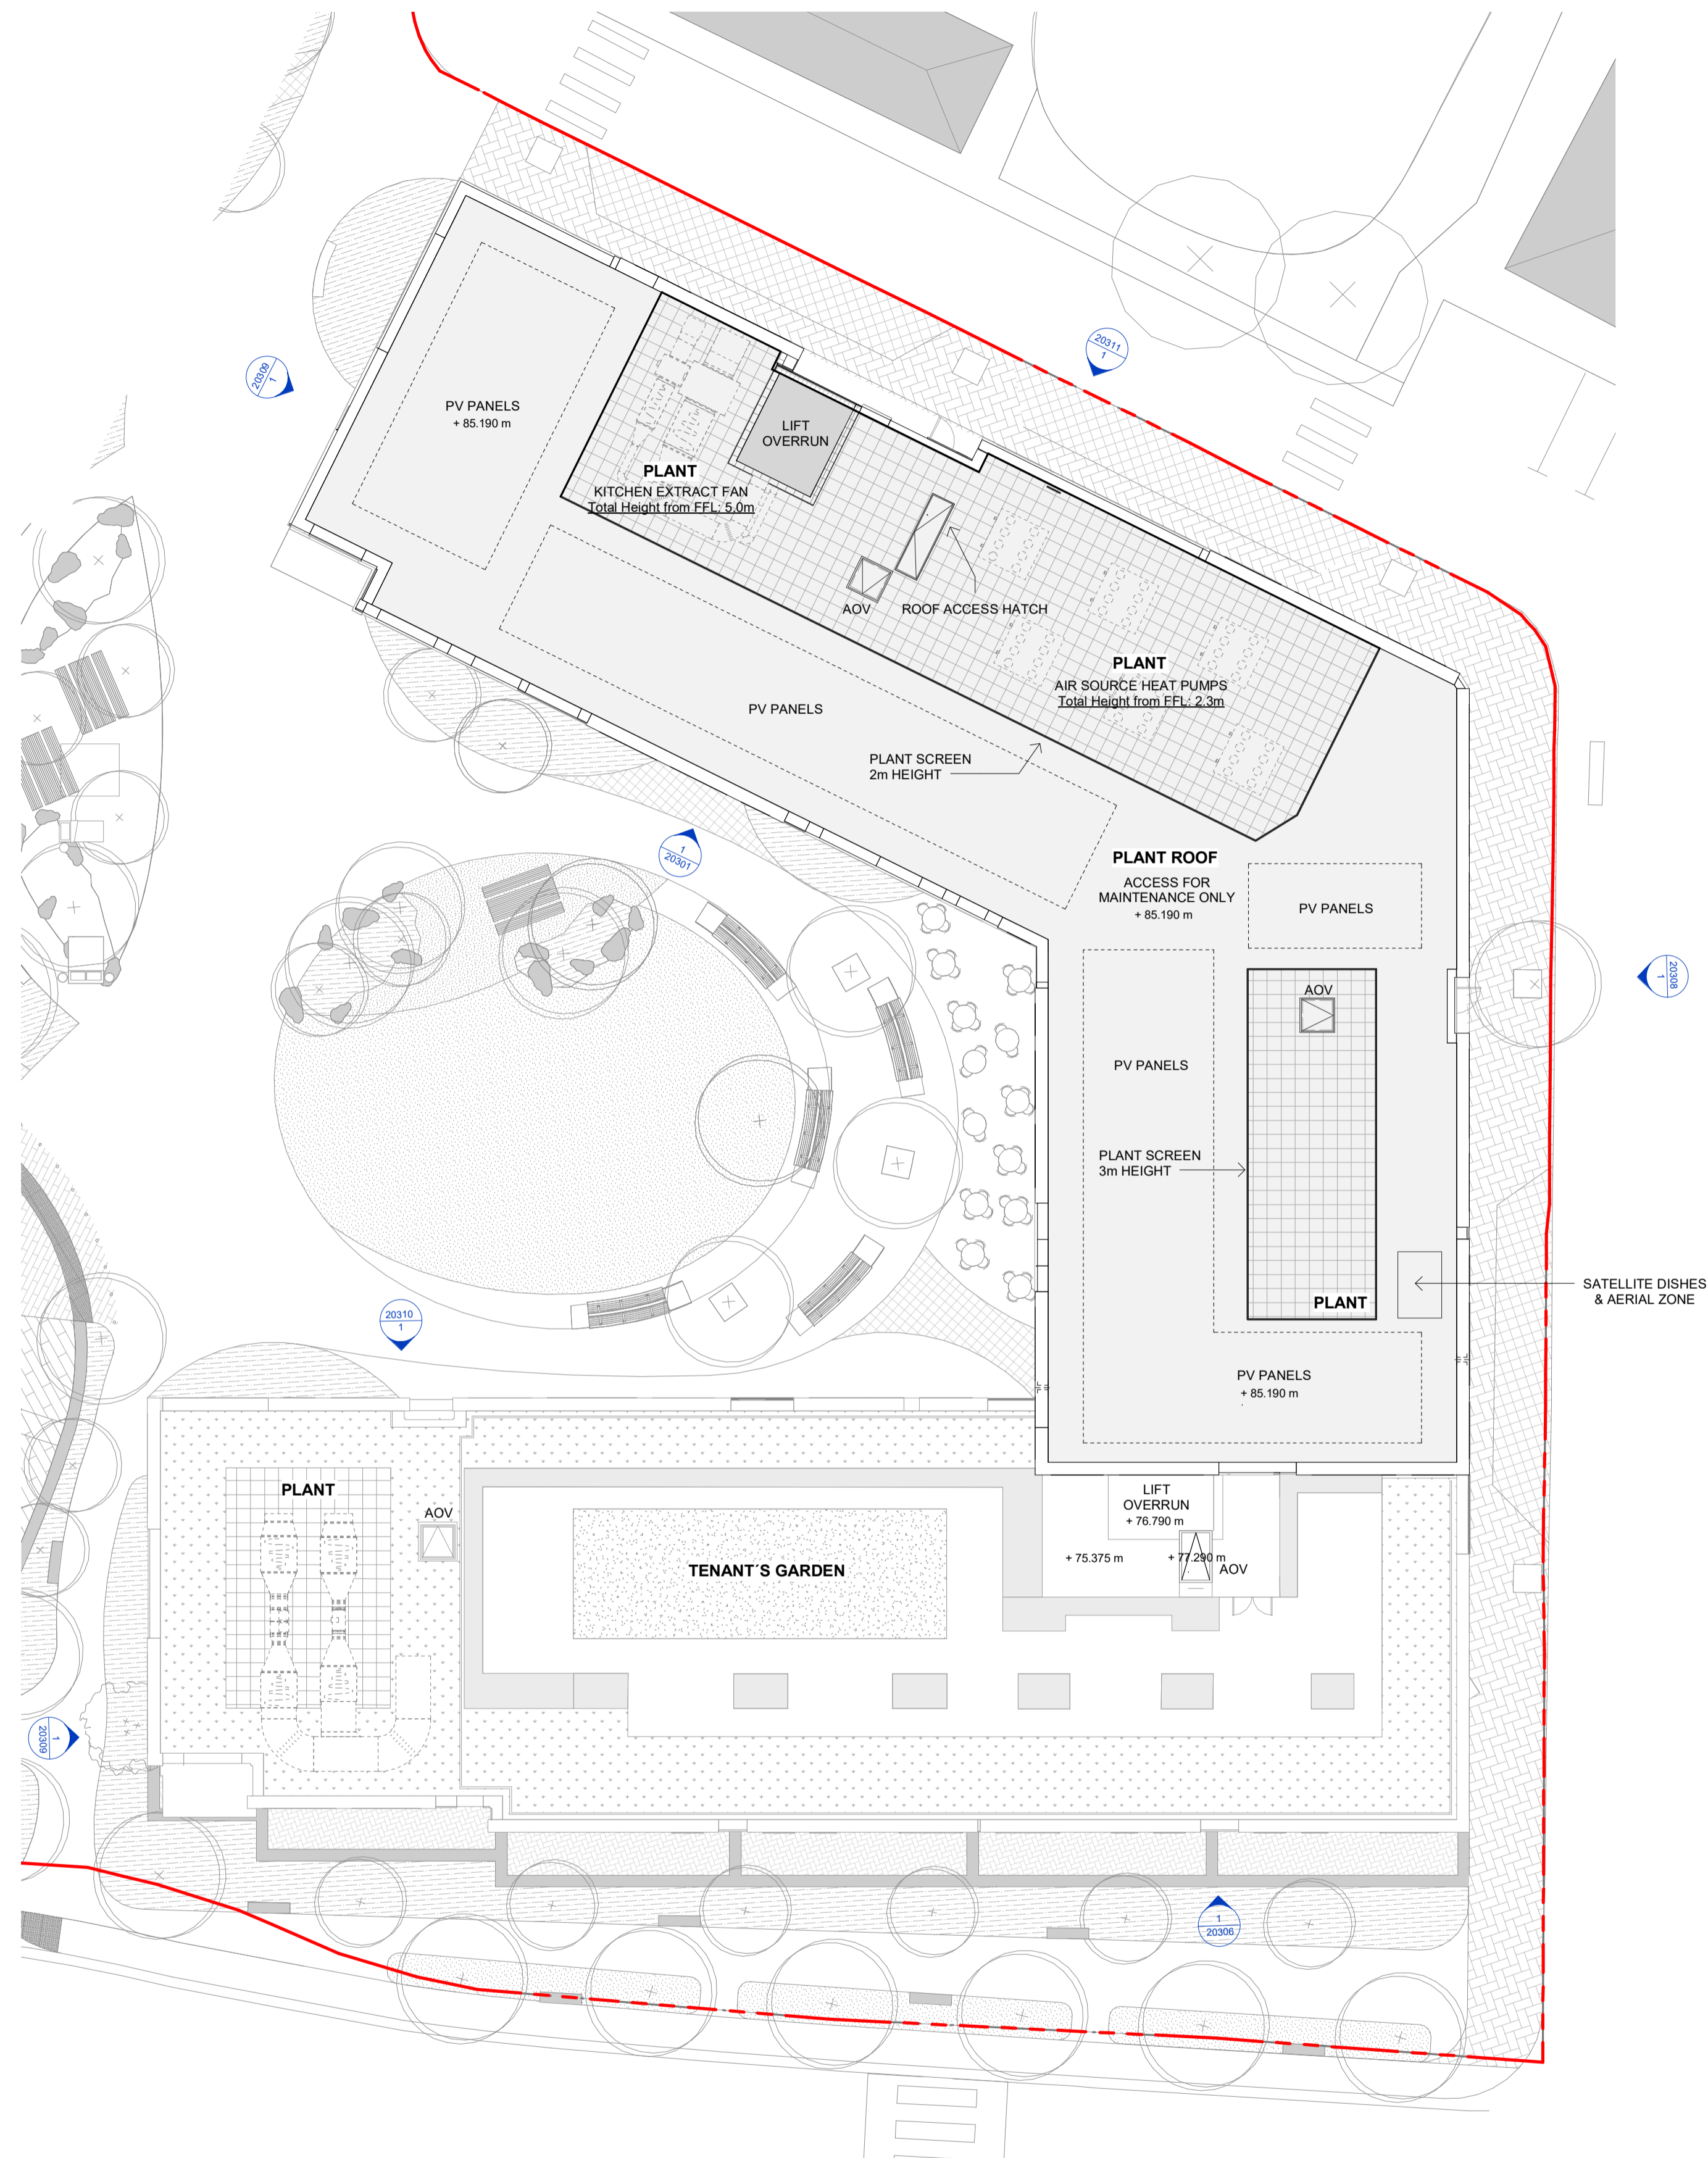 20311
1
20309
1
PV PANELS
+ 85.190 m
LIFT
OVERRUN
PLANT
KITCHEN EXTRACT FAN
Total Height from FFL: 5.0m
AOV
ROOF ACCESS HATCH
PLANT
AIR SOURCE HEAT PUMPS
Total Height from FFL: 2.3m
PV PANELS
PLANT SCREEN
2m HEIGHT
1
20301
PLANT ROOF
ACCESS FOR
MAINTENANCE ONLY
+ 85.190 m
PV PANELS
20308
1
AOV
PV PANELS
PLANT SCREEN
3m HEIGHT
SATELLITE DISHES
& AERIAL ZONE
PLANT
20310
1
PV PANELS
+ 85.190 m
PLANT
AOV
LIFT
OVERRUN
+ 76.790 m
+ 75.375 m
+ 77.290 m
AOV
TENANT´S GARDEN
1
20309
1
20306